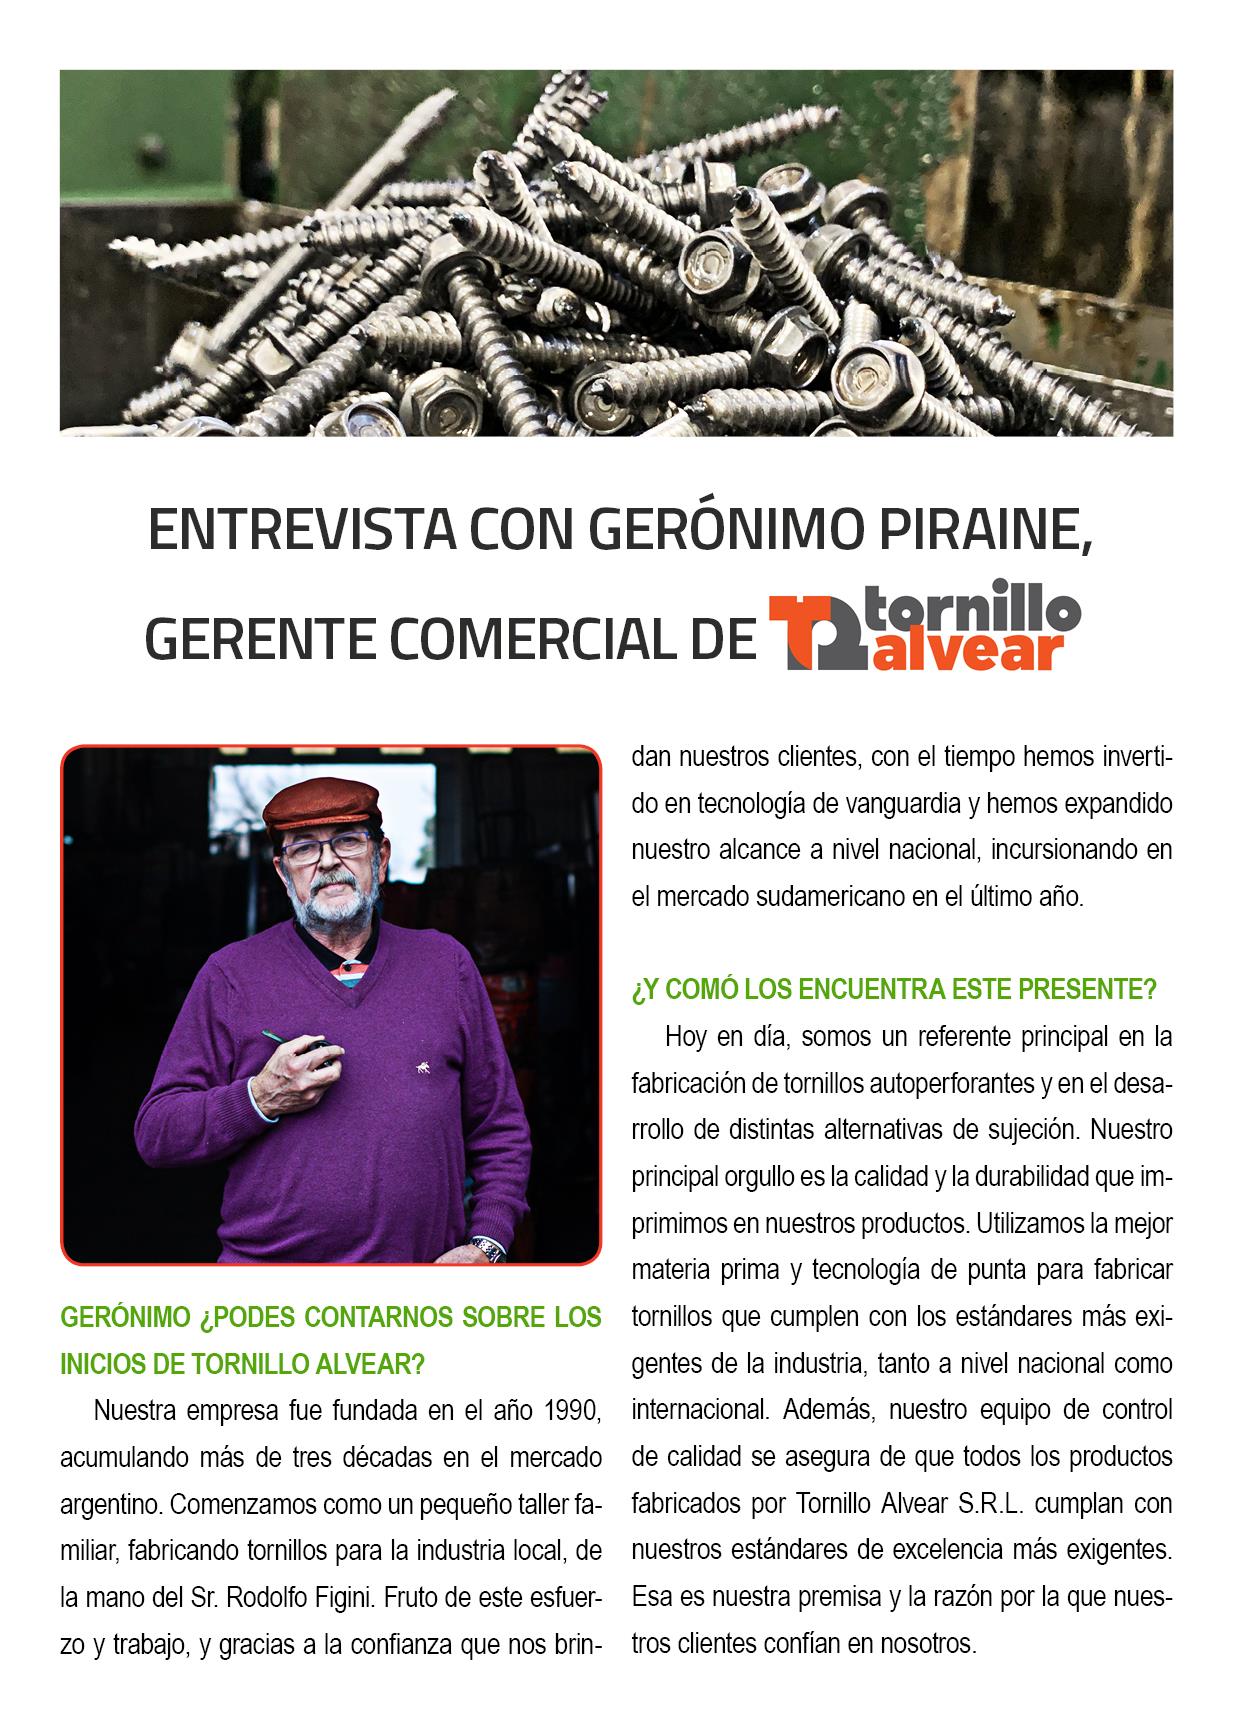 ENTREVISTA CON GERÓNIMO PIRAINE,
GERENTE COMERCIAL DE tornillo
alvear
GERÓNIMO ¿PODES CONTARNOS SOBRE LOS
INICIOS DE TORNILLO ALVEAR?
Nuestra empresa fue fundada en el año 1990,
acumulando más de tres décadas en el mercado
argentino. Comenzamos como un pequeño taller fa-
miliar, fabricando tornillos para la industria local, de
la mano del Sr. Rodolfo Figini. Fruto de este esfuer-
zo y trabajo, y gracias a la confianza que nos brin-
dan nuestros clientes, con el tiempo hemos inverti-
do en tecnología de vanguardia y hemos expandido
nuestro alcance a nivel nacional, incursionando en
el mercado sudamericano en el último año.
¿Y COMÓ LOS ENCUENTRA ESTE PRESENTE?
Hoy en día, somos un referente principal en la
fabricación de tornillos autoperforantes y en el desa-
rrollo de distintas alternativas de sujeción. Nuestro
principal orgullo es la calidad y la durabilidad que im-
primimos en nuestros productos. Utilizamos la mejor
materia prima y tecnología de punta para fabricar
tornillos que cumplen con los estándares más exi-
gentes de la industria, tanto a nivel nacional como
internacional. Además, nuestro equipo de control
de calidad se asegura de que todos los productos
fabricados por Tornillo Alvear S.R.L. cumplan con
nuestros estándares de excelencia más exigentes.
Esa es nuestra premisa y la razón por la que nues-
tros clientes confían en nosotros.